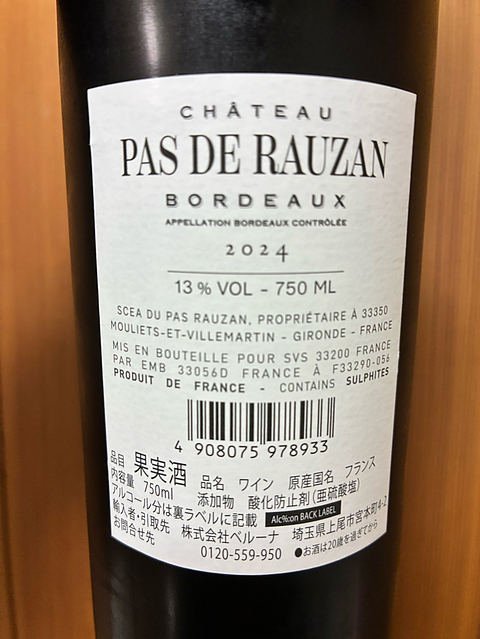 CHÂTEAU
PAS DE RAUZAN
BORDEAUX
APPELLATION BORDEAUX CONTRÔLÉE
2024
13 % VOL - 750 ML
SCEA DU PAS RAUZAN, PROPRIÉTAIRE À 33350
MOULIETS-ET-VILLEMARTIN - GIRONDE - FRANCE
MIS EN BOUTEILLE POUR SVS 33200 FRANCE
PAR EMB 33056D FRANCE À F33290-056
PRODUIT DE FRANCE - CONTAINS SULPHITES
4 908075 978933
品目 果実酒 品名 ワイン 原産国名 フランス
内容量 750ml 添加物 酸化防止剤(亜硫酸塩)
アルコール分は裏ラベルに記載 Alc%:on BACK LABEL
輸入者・引取先 株式会社ベルーナ 埼玉県上尾市宮本町4-2
お問合せ先 0120-559-950 ●お酒は20歳を過ぎてから